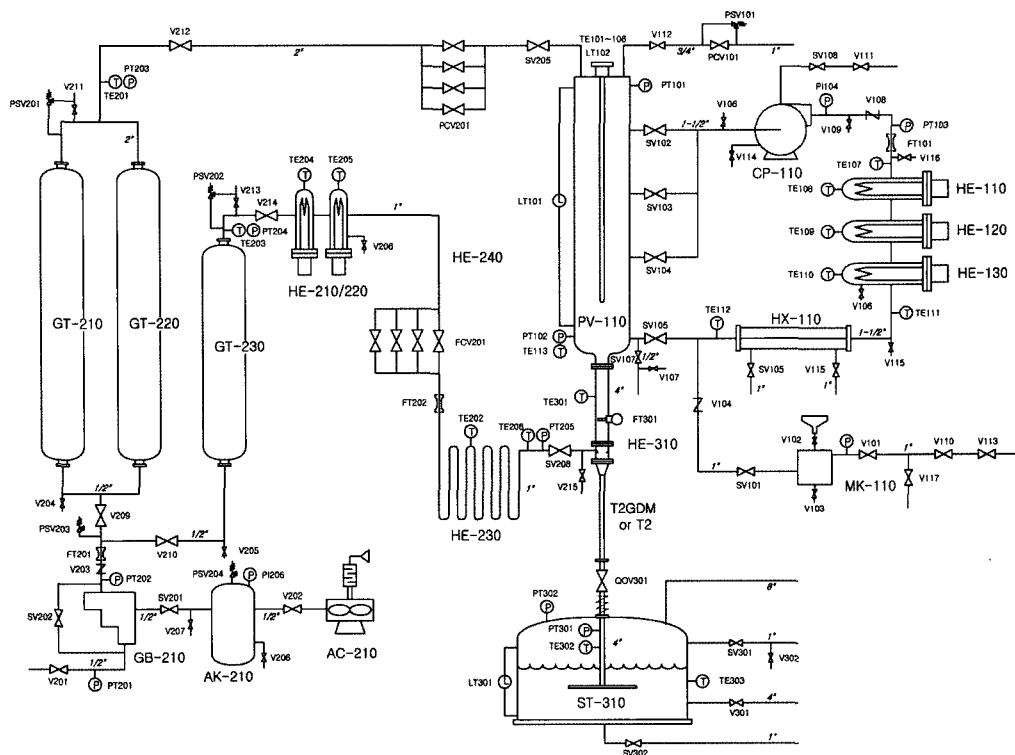 V212
2"
PSV201
V211
PT203
T
P
TE201
2"
PCV201
SV205
TE101~106
LT102
V112
3/4"
PSV101
PCV101
1"
P
PT101
SV108
V111
V106
1-1/2"
SV102
V114
CP-110
PI104
P
V109
V108
P
PT103
FT101
V116
TE107
T
TE108
T
HE-110
TE109
T
HE-120
TE110
T
HE-130
V106
TE111
T
LT101
SV103
SV104
PSV202
V213
V214
T
P
PT204
TE203
TE204
T
TE205
T
V206
HE-210/220
1"
HE-240
GT-210
GT-220
GT-230
FCV201
FT202
PV-110
PT102
P
TE113
T
SV105
SV107
1/2"
V107
TE112
T
HX-110
1-1/2"
SV105
1"
V115
1"
V115
4"
TE301
T
FT301
HE-310
V104
TE202
T
TE206
T
PT205
P
SV208
V215
1"
1"
HE-230
1"
SV101
V102
V103
MK-110
P
V101
1"
V110
V113
V117
T2GDM
or T2
V204
1/2"
V209
PSV203
FT201
V203
P
PT202
V210
1/2"
V205
PSV204
PI206
P
SV202
SV201
1/2"
V207
1/2"
V202
V206
GB-210
AK-210
AC-210
V201
1/2"
P
PT201
QOV301
PT302
P
8"
PT301
P
TE302
T
4"
1"
SV301
V302
TE303
T
LT301
4"
V301
ST-310
1"
SV302